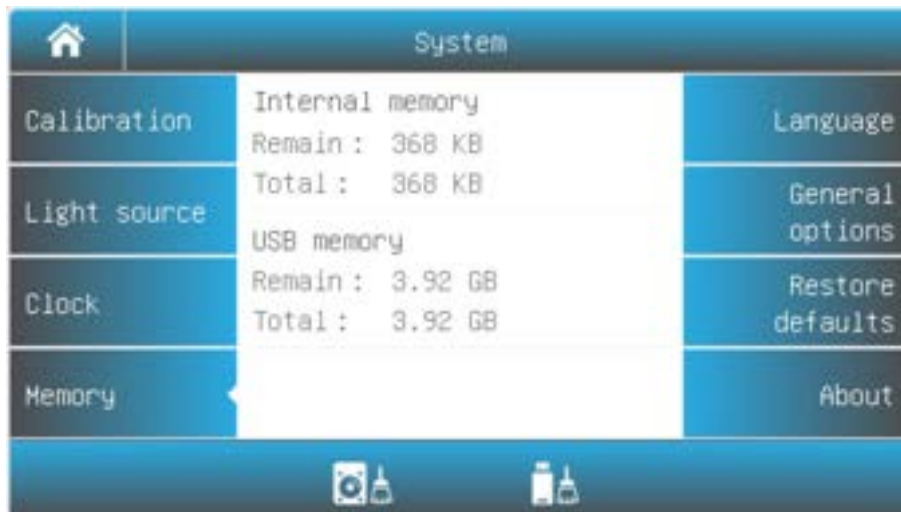 System
Calibration
Light source
Clock
Memory
Internal memory
Remain : 368 KB
Total : 368 KB
USB memory
Remain : 3.92 GB
Total : 3.92 GB
Language
General
options
Restore
defaults
About